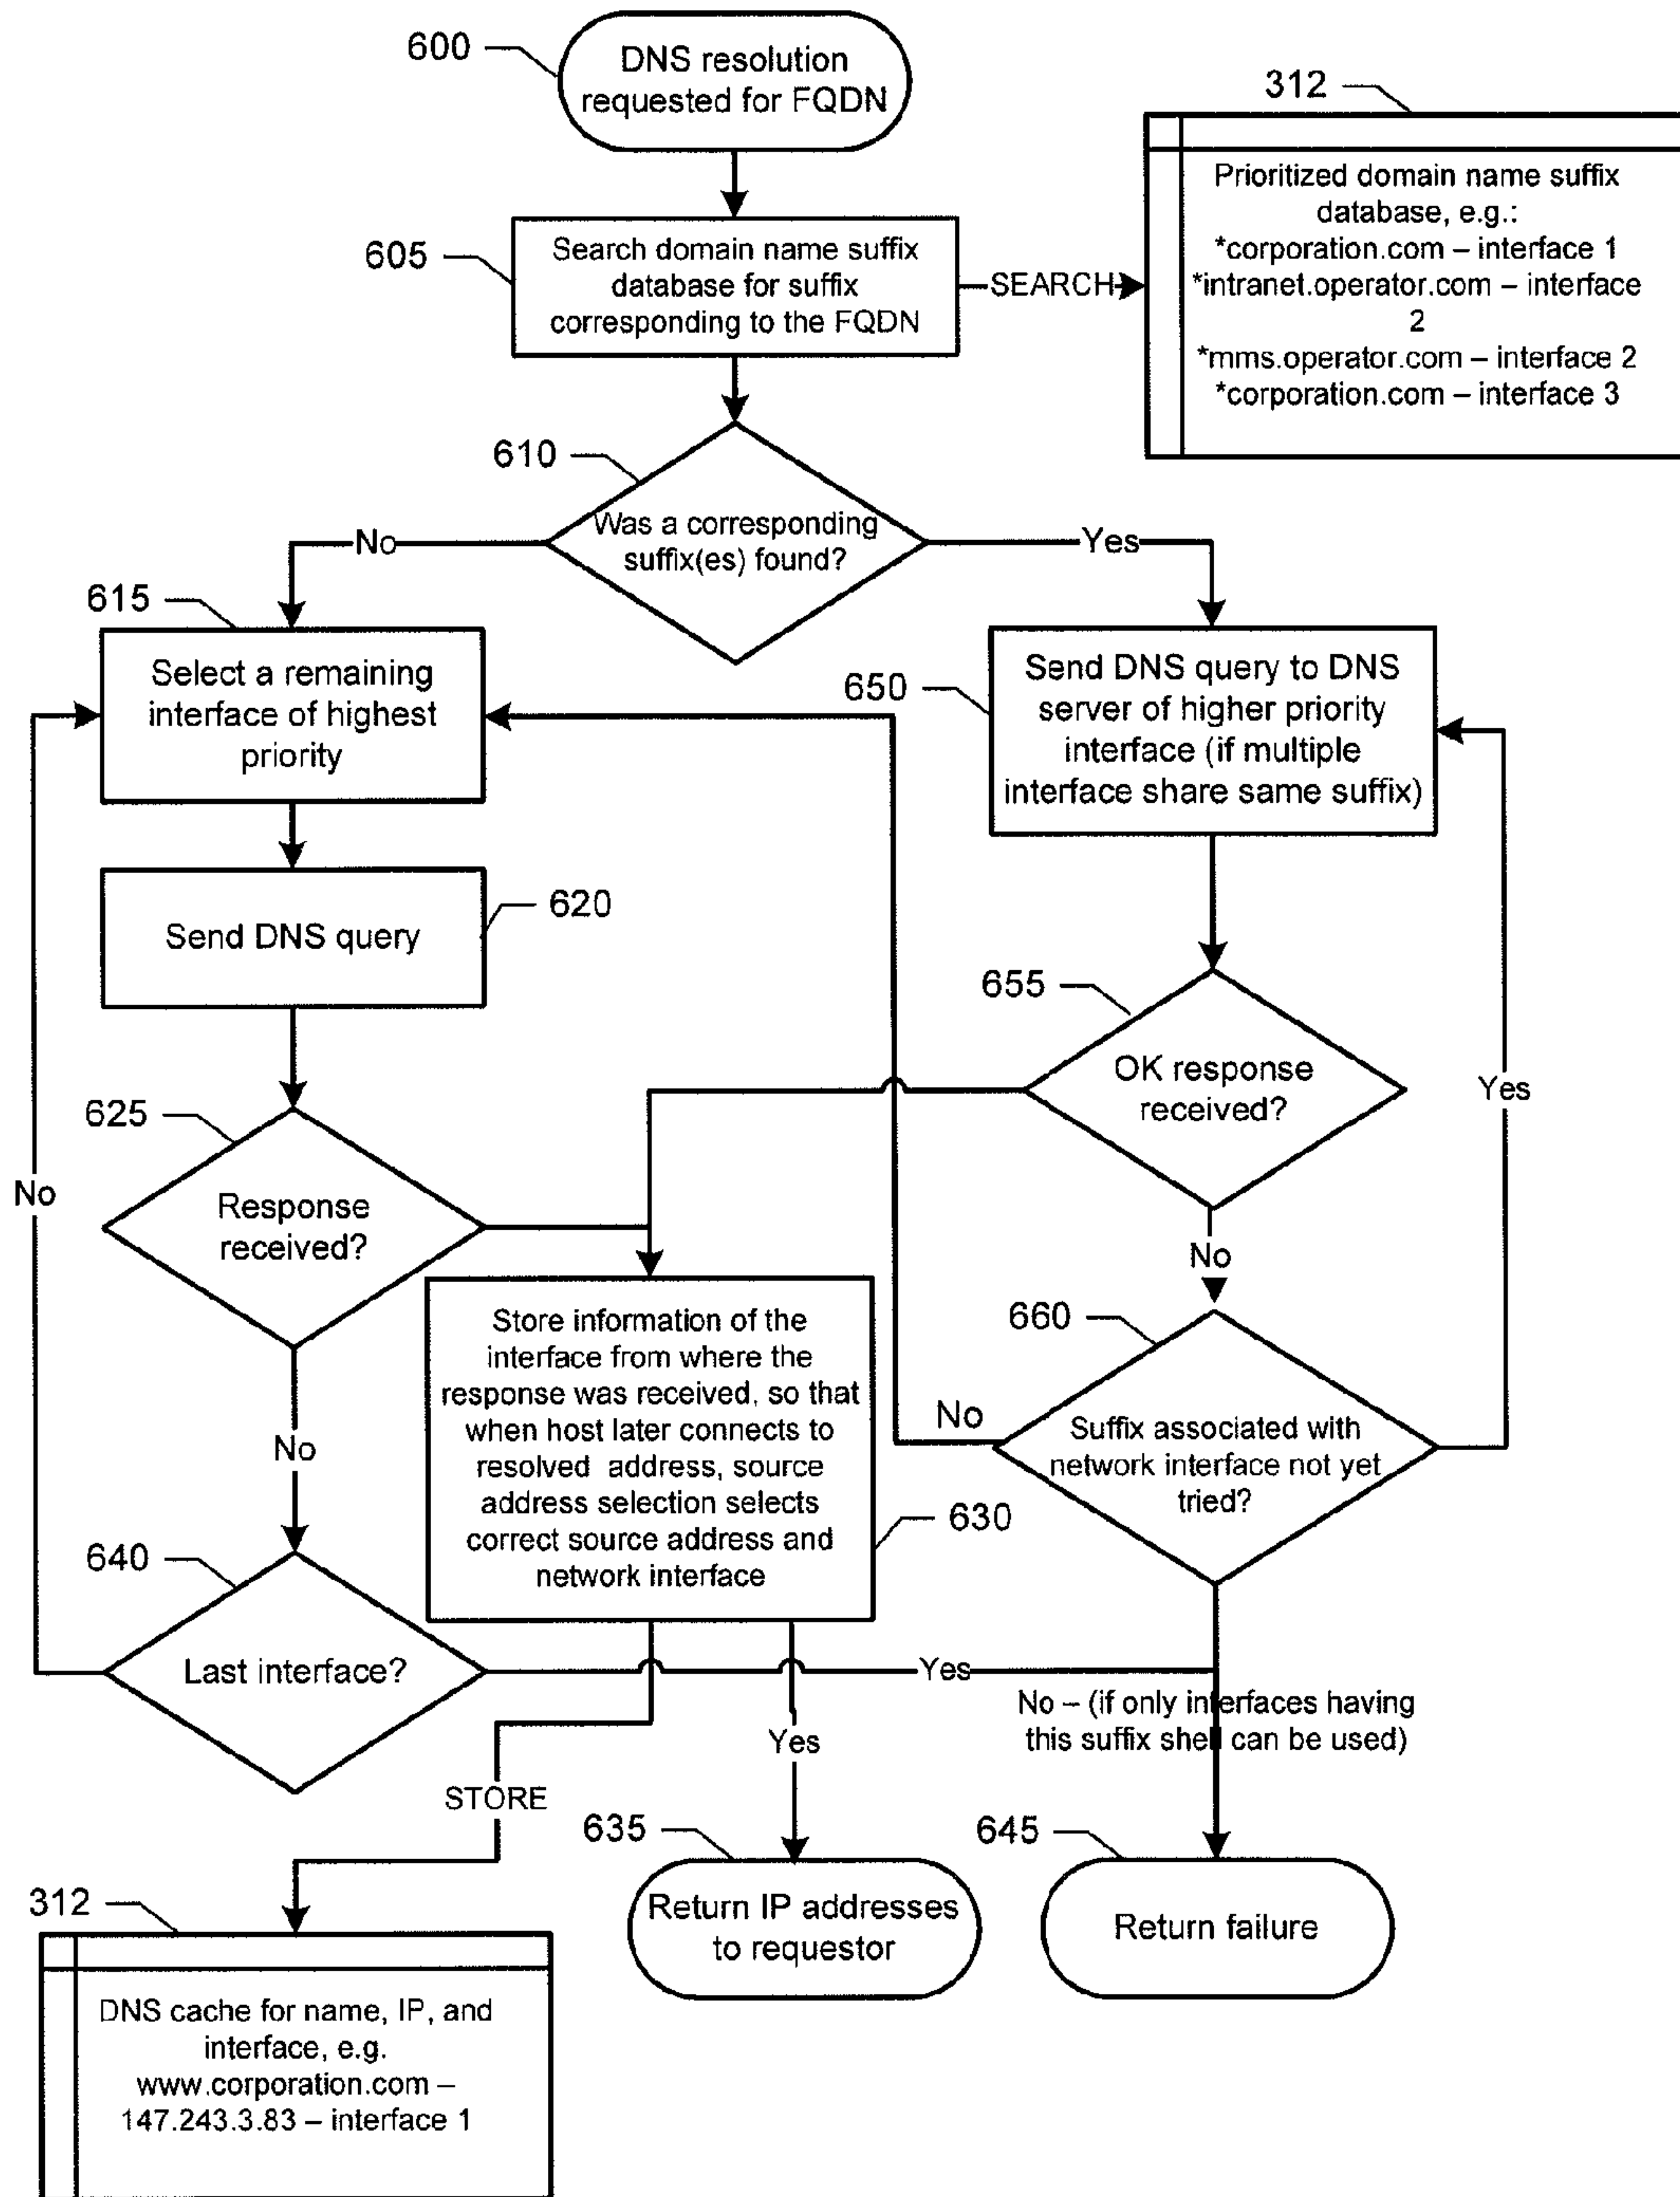 600
DNS resolution
requested for FQDN
312
Prioritized domain name suffix
database, e.g.:
*corporation.com – interface 1
*intranet.operator.com – interface
2
*mms.operator.com – interface 2
*corporation.com – interface 3
605
Search domain name suffix
database for suffix
corresponding to the FQDN
SEARCH
610
Was a corresponding
suffix(es) found?
No
Yes
615
Select a remaining
interface of highest
priority
650
Send DNS query to DNS
server of higher priority
interface (if multiple
interface share same suffix)
620
Send DNS query
655
OK response
received?
Yes
625
Response
received?
No
No
660
Suffix associated with
network interface not yet
tried?
No
Store information of the
interface from where the
response was received, so that
when host later connects to
resolved address, source
address selection selects
correct source address and
network interface
630
No
640
Last interface?
Yes
No – (if only interfaces having
this suffix shell can be used)
Yes
STORE
635
Return IP addresses
to requestor
645
Return failure
312
DNS cache for name, IP, and
interface, e.g.
www.corporation.com –
147.243.3.83 – interface 1